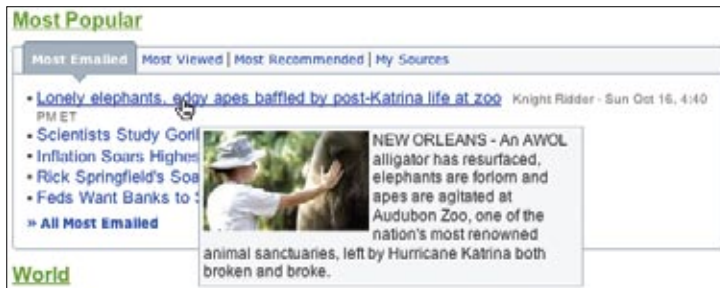 Most Popular
Most Emailed Most Viewed | Most Recommended | My Sources
• Lonely elephants, edgy apes baffled by post-Katrina life at zoo Knight Ridder - Sun Oct 16, 4:40
PM ET
• Scientists Study Gori
• Inflation Soars Highes
• Rick Springfield's Soa
• Feds Want Banks to S
» All Most Emailed
NEW ORLEANS - An AWOL
alligator has resurfaced,
elephants are forlorn and
apes are agitated at
Audubon Zoo, one of the
nation's most renowned
animal sanctuaries, left by Hurricane Katrina both
broken and broke.
World